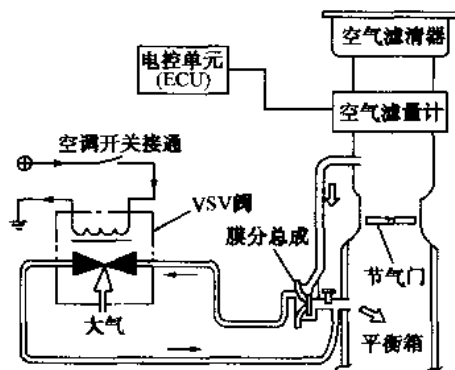 空气滤清器
电控单元
(ECU)
空气滤量计
空调开关接通
VSV阀
膜分总成
节气门
大气
平衡箱